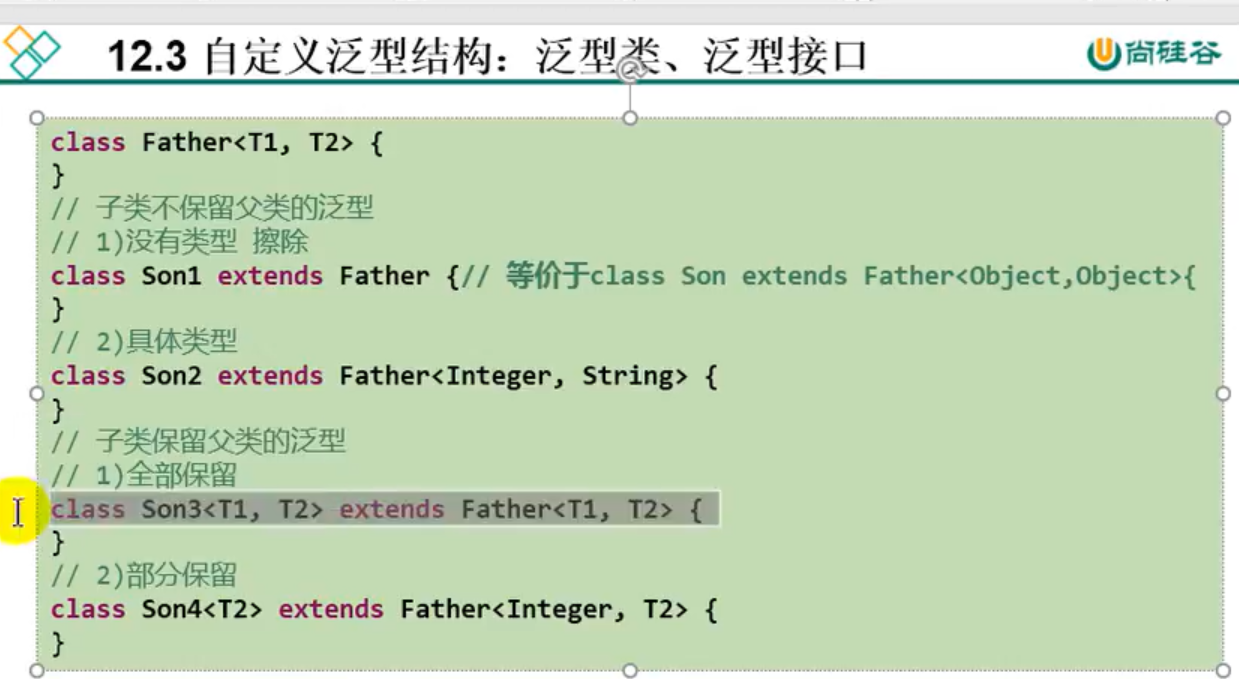 12.3 自定义泛型结构：泛型类、泛型接口
尚硅谷
class Father<T1, T2> {
}
// 子类不保留父类的泛型
// 1)没有类型 擦除
class Son1 extends Father {// 等价于class Son extends Father<Object,Object>{
}
// 2)具体类型
class Son2 extends Father<Integer, String> {
}
// 子类保留父类的泛型
// 1)全部保留
class Son3<T1, T2> extends Father<T1, T2> {
}
// 2)部分保留
class Son4<T2> extends Father<Integer, T2> {
}